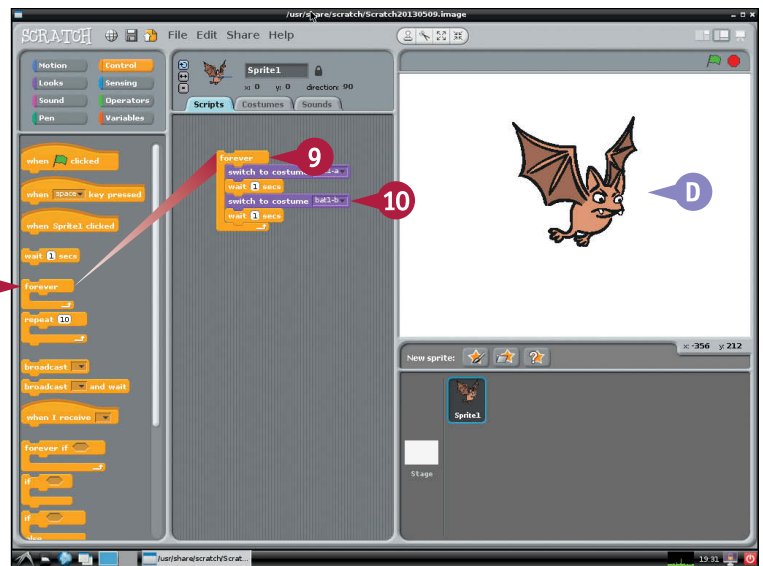 /usr/share/scratch/Scratch20130509.image
SCRATCH File Edit Share Help
Motion Control
Looks Sensing
Sound Operators
Pen Variables
Sprite1
x: 0 y: 0 direction: 90
Scripts Costumes Sounds
when clicked
when space key pressed
when Sprite1 clicked
wait 1 secs
forever
repeat 10
broadcast
broadcast and wait
when I receive
forever if
if
if
else
forever
switch to costume
wait 1 secs
switch to costume bat1-b
wait 1 secs
9
10
D
x: -356 y: 212
New sprite:
Sprite1
Stage
/usr/share/scratch/Scrat...
19:31